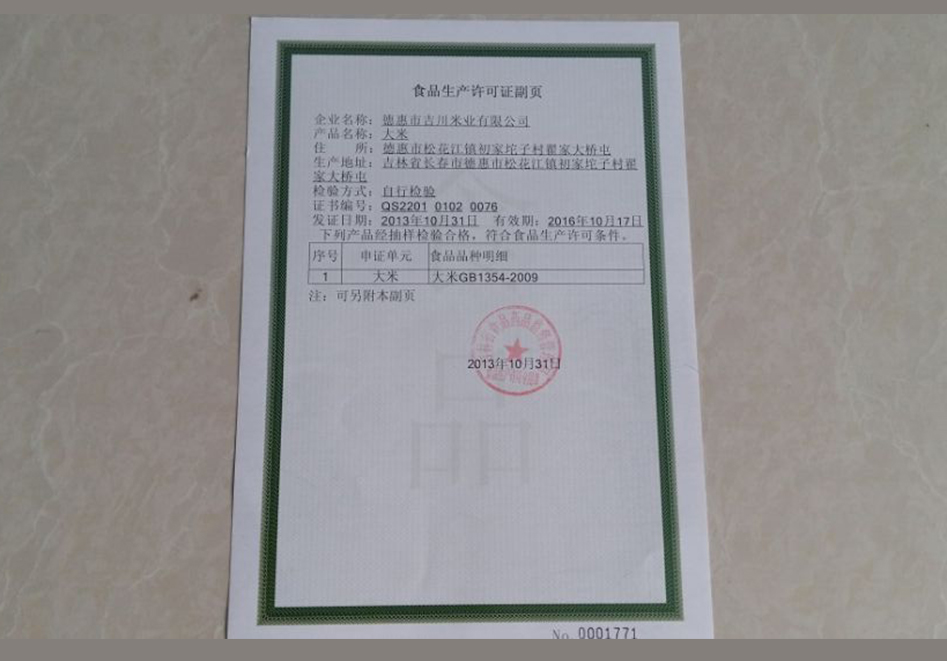 食品生产许可证副页
企业名称：德惠市吉川米业有限公司
产品名称：大米
住　　所：德惠市松花江镇初家坨子村翟家大桥屯
生产地址：吉林省长春市德惠市松花江镇初家坨子村翟
家大桥屯
检验方式：自行检验
证书编号：QS2201 0102 0076
发证日期：2013年10月31日　有效期：2016年10月17日
下列产品经抽样检验合格，符合食品生产许可条件。
序号 申证单元 食品品种明细
1 大米 大米GB1354-2009
注：可另附本副页
2013年10月31日
No 0001771